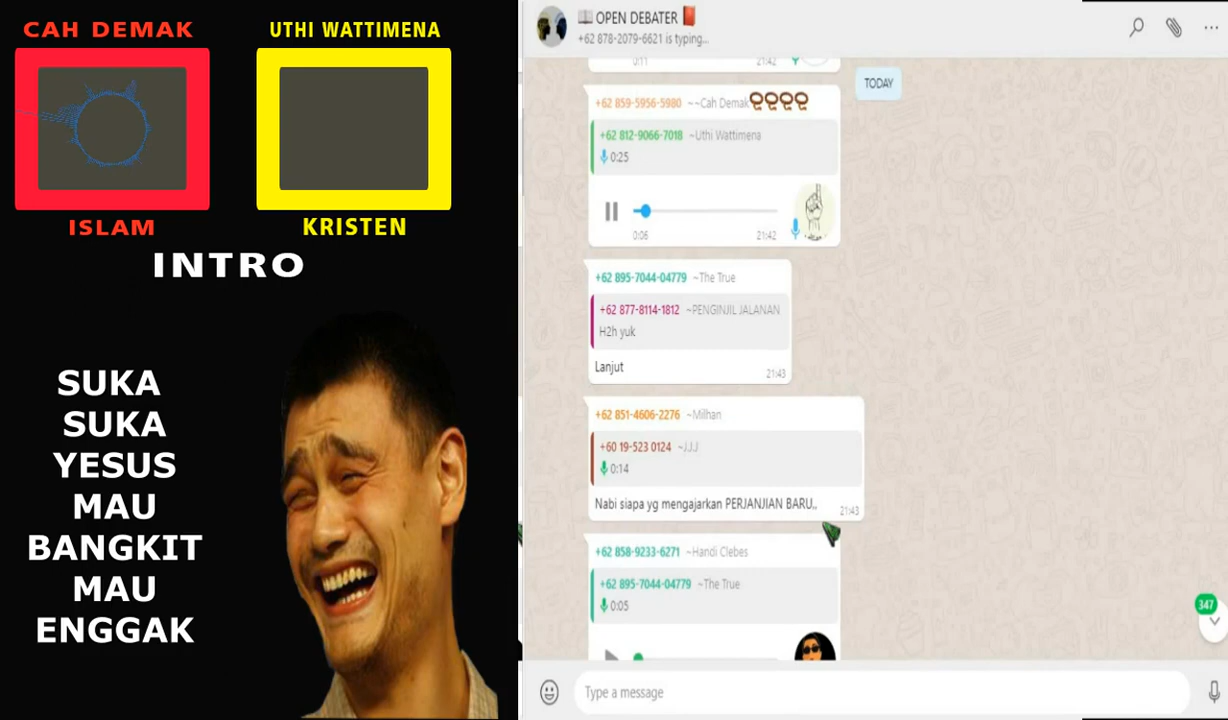 CAH DEMAK
UTHI WATTIMENA
ISLAM
KRISTEN
INTRO
SUKA
SUKA
YESUS
MAU
BANGKIT
MAU
ENGGAK
OPEN DEBATER
+62 878-2079-6621 is typing...
0:11 21:42
TODAY
+62 859-5956-5980 ~~Cah Demak
+62 812-9066-7018 ~Uthi Wattimena
0:25
0:06 21:42
+62 895-7044-04779 ~The True
+62 877-8114-1812 ~PENGINJIL JALANAN
H2h yuk
Lanjut
21:43
+62 851-4606-2276 ~Milhan
+60 19-523 0124 ~J.J.J
0:14
Nabi siapa yg mengajarkan PERJANJIAN BARU,,
21:43
+62 858-9233-6271 ~Handi Clebes
+62 895-7044-04779 ~The True
0:05
347
Type a message